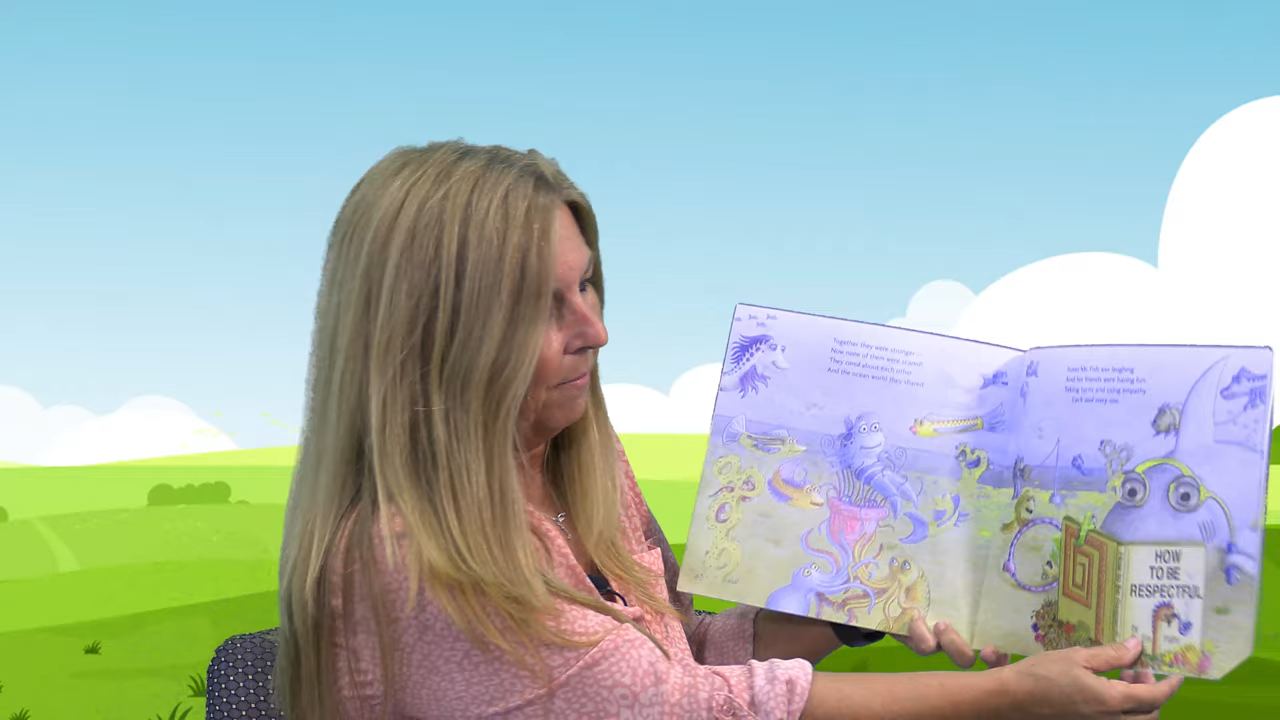 Together they were stronger —
Now none of them were scared!
They cared about each other
And the ocean world they shared.
fish was laughing
And his friends were having fun.
Taking turns and using empathy
Each and every one.
HOW
TO BE
RESPECTFUL
by